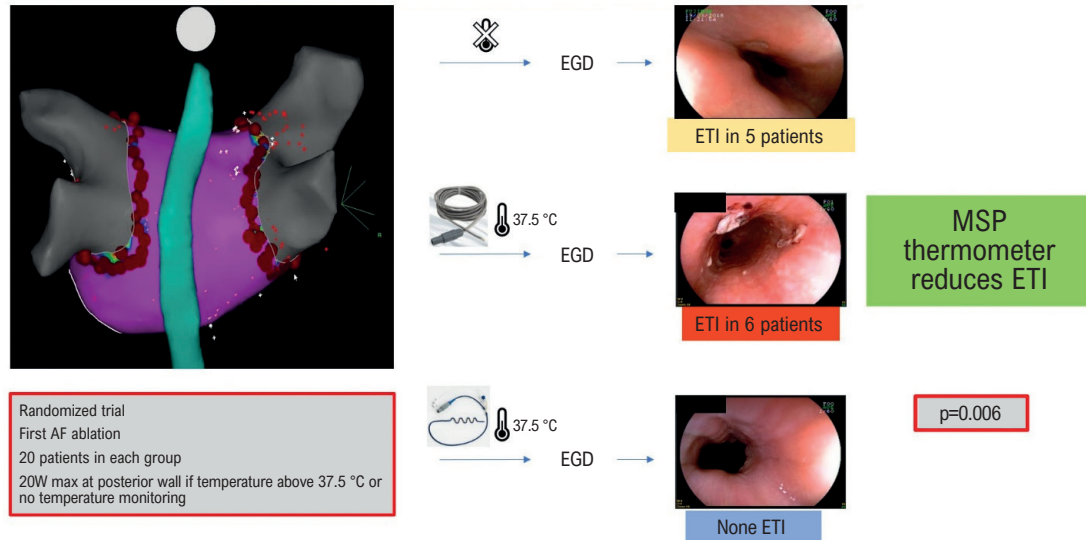 EGD
ETI in 5 patients
37.5 °C
EGD
ETI in 6 patients
MSP
thermometer
reduces ETI
Randomized trial
First AF ablation
20 patients in each group
20W max at posterior wall if temperature above 37.5 °C or
no temperature monitoring
37.5 °C
EGD
None ETI
p=0.006